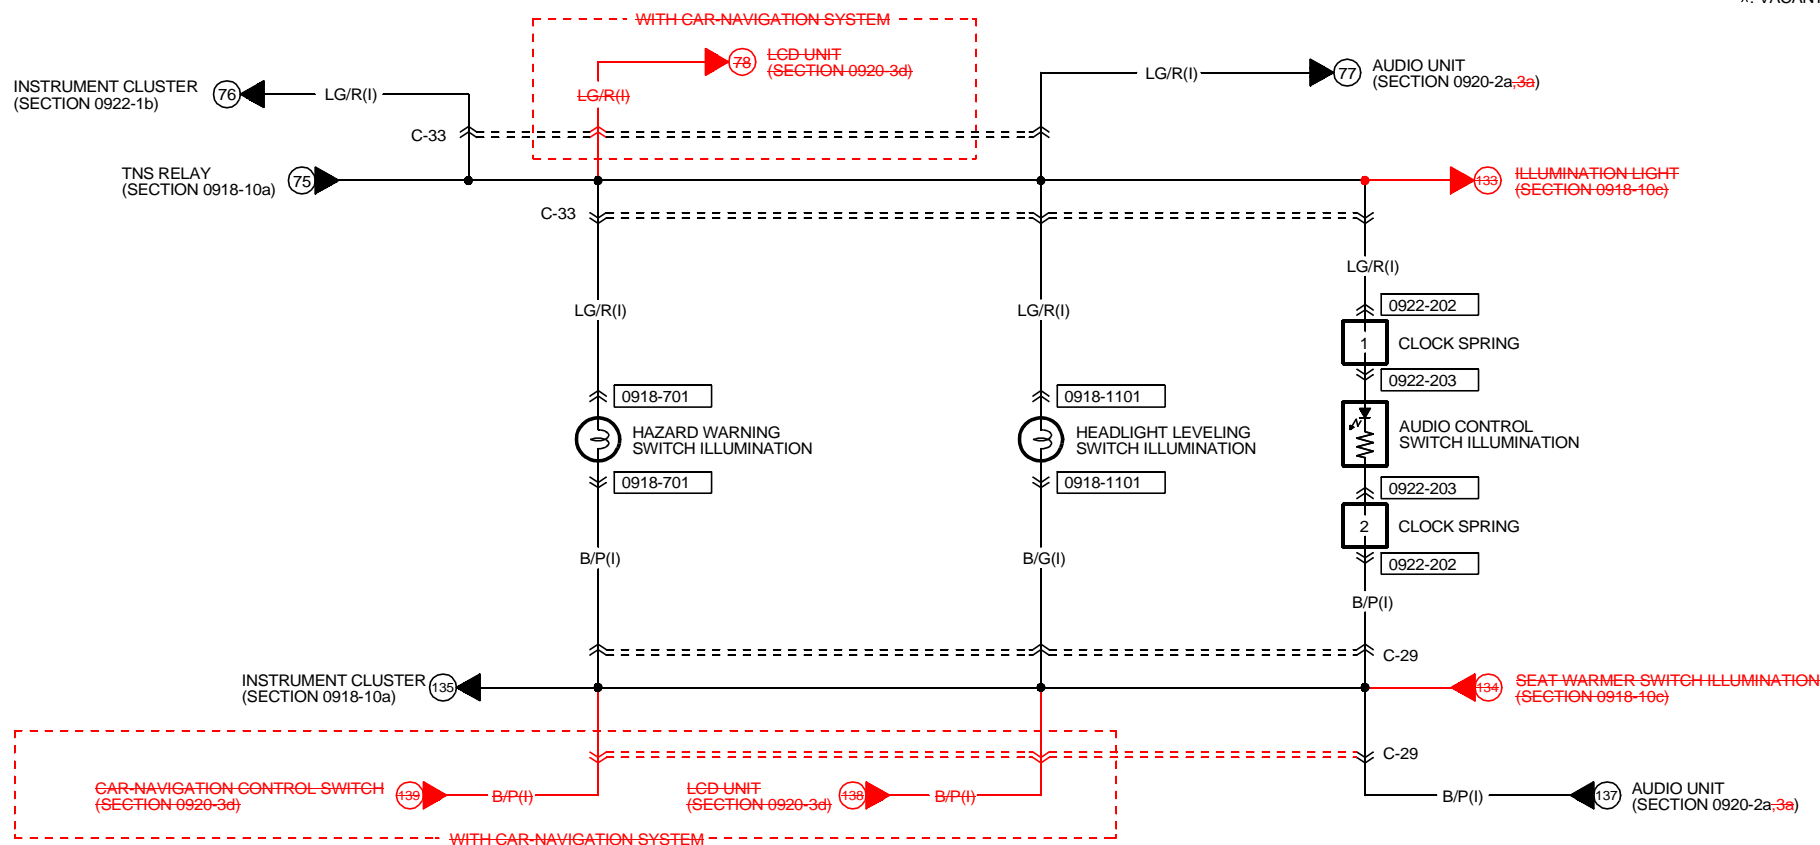 *: VACANT
WITH CAR-NAVIGATION SYSTEM
78
LCD UNIT
(SECTION 0920-3d)
INSTRUMENT CLUSTER
(SECTION 0922-1b)
76
LG/R(I)
LG/R(I)
LG/R(I)
77
AUDIO UNIT
(SECTION 0920-2a,3a)
C-33
TNS RELAY
(SECTION 0918-10a)
75
133
ILLUMINATION LIGHT
(SECTION 0918-10c)
C-33
LG/R(I)
LG/R(I)
LG/R(I)
0922-202
1
CLOCK SPRING
0922-203
0918-701
0918-1101
HAZARD WARNING
SWITCH ILLUMINATION
HEADLIGHT LEVELING
SWITCH ILLUMINATION
AUDIO CONTROL
SWITCH ILLUMINATION
0918-701
0918-1101
0922-203
2
CLOCK SPRING
0922-202
B/P(I)
B/G(I)
B/P(I)
C-29
INSTRUMENT CLUSTER
(SECTION 0918-10a)
135
134
SEAT WARMER SWITCH ILLUMINATION
(SECTION 0918-10c)
C-29
CAR-NAVIGATION CONTROL SWITCH
(SECTION 0920-3d)
139
B/P(I)
LCD UNIT
(SECTION 0920-3d)
138
B/P(I)
B/P(I)
137
AUDIO UNIT
(SECTION 0920-2a,3a)
WITH CAR-NAVIGATION SYSTEM